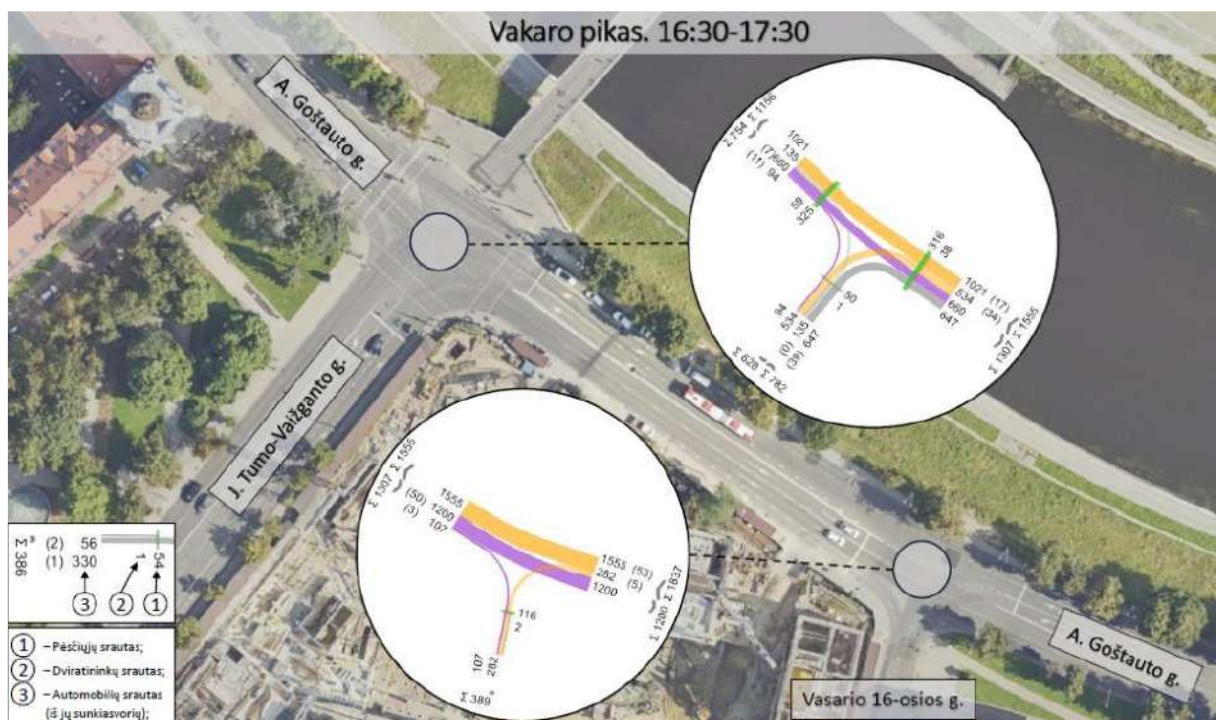 Vakaro pikas. 16:30-17:30
A. Goštauto g.
J. Tumo-Vaižganto g.
A. Goštauto g.
Vasario 16-osios g.
Σ 1156
Σ 754
1021
135
(7) 660
(11) 94
325
316
38
1021 (17)
534 (34)
660
647
Σ 1555
Σ 1307
50
1
94
534
(0) 135
(39) 647
Σ 628
Σ 782
Σ 1555
Σ 1307
1555
(50) 1200
(3) 107
1555 (53)
282 (5)
1200
Σ 1837
Σ 1200
116
2
107
282
Σ 389
Σ 386
(2) 56
(1) 330
1
54
3
2
1
1 – Pėsčiųjų srautas;
2 – Dviratininkų srautas;
3 – Automobilių srautas
(iš jų sunkiasvorių);